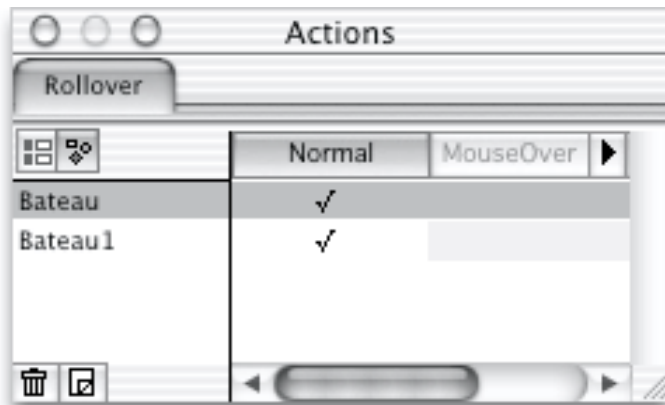 Actions
Rollover
Normal MouseOver
Bateau √
Bateau1 √